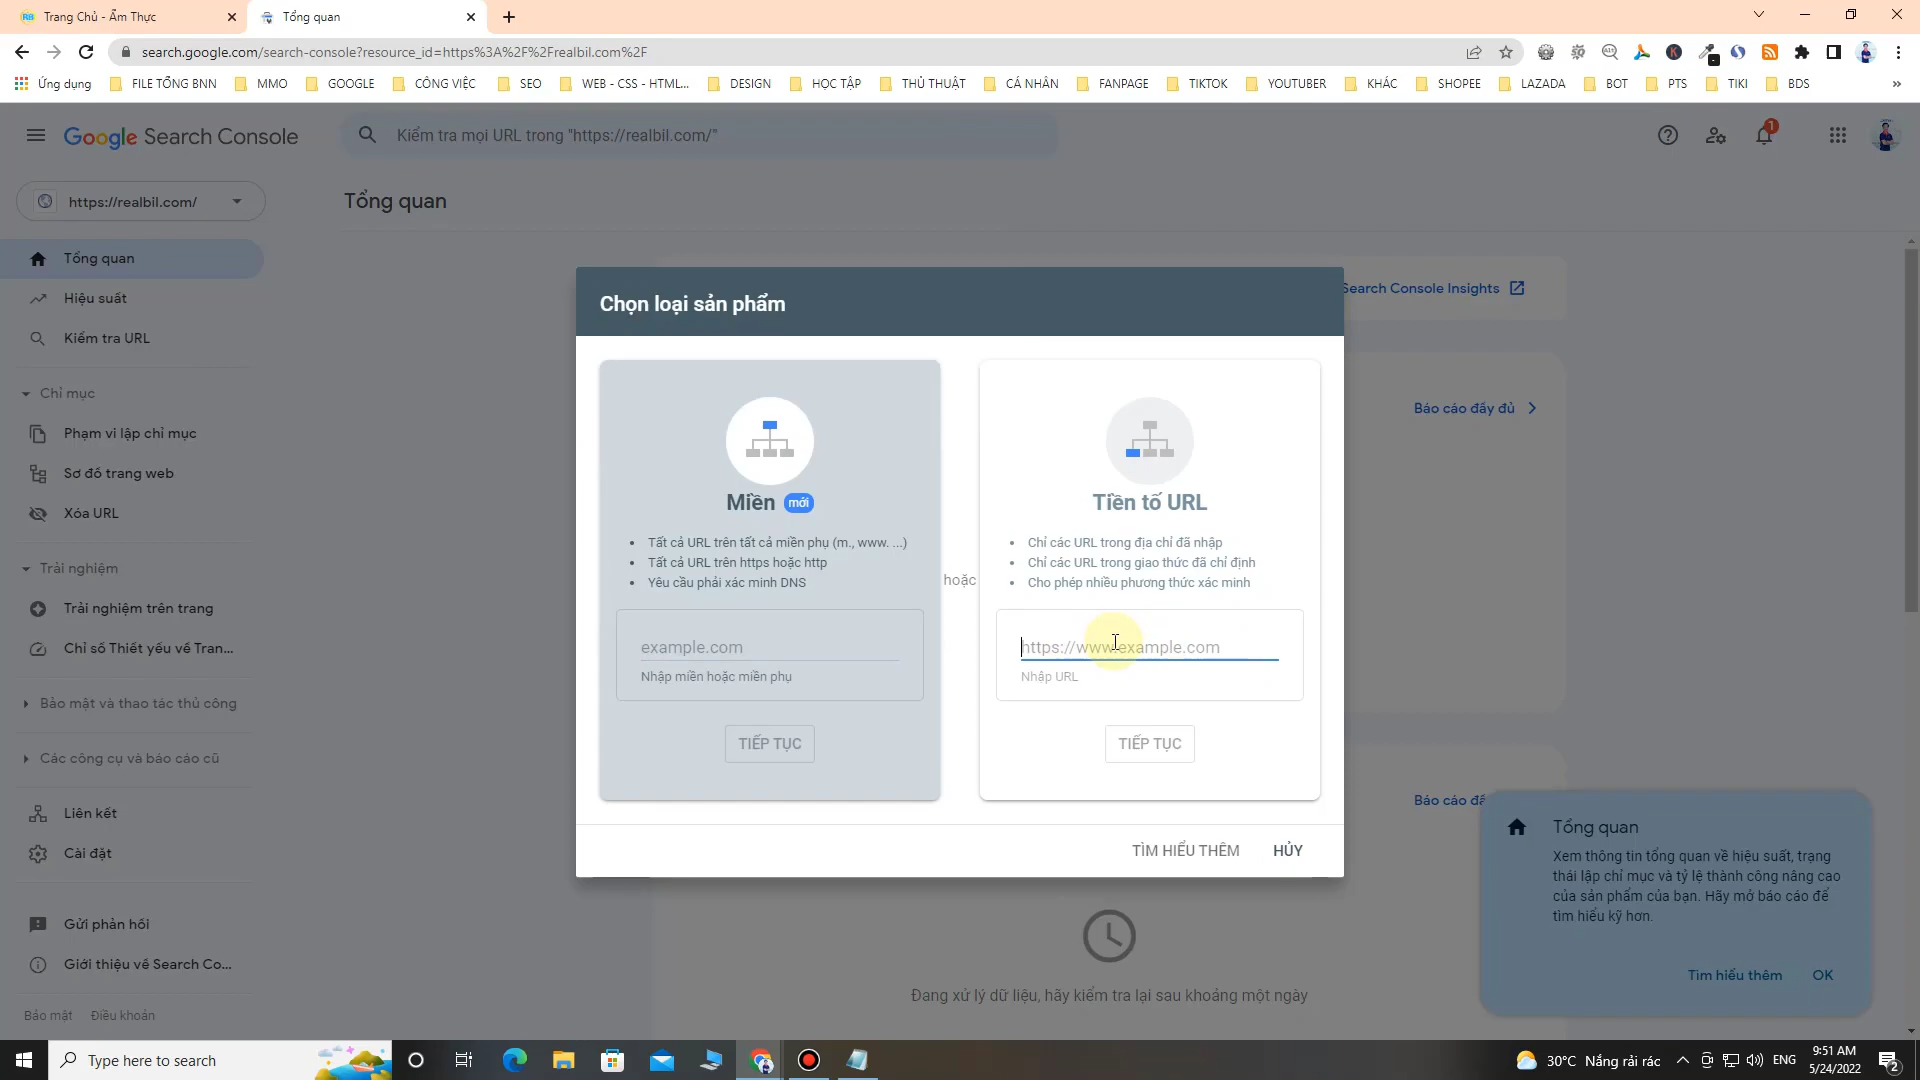 Trang Chủ - Ẩm Thực
Tổng quan
search.google.com/search-console?resource_id=https%3A%2F%2Frealbil.com%2F
Ứng dụng
FILE TỔNG BNN
MMO
GOOGLE
CÔNG VIỆC
SEO
WEB - CSS - HTML...
DESIGN
HỌC TẬP
THỦ THUẬT
CÁ NHÂN
FANPAGE
TIKTOK
YOUTUBER
KHÁC
SHOPEE
LAZADA
BOT
PTS
TIKI
BDS
»
Google Search Console
Kiểm tra mọi URL trong "https://realbil.com/"
1
https://realbil.com/
Tổng quan
Tổng quan
Hiệu suất
Kiểm tra URL
Chỉ mục
Phạm vi lập chỉ mục
Sơ đồ trang web
Xóa URL
Trải nghiệm
Trải nghiệm trên trang
Chỉ số Thiết yếu về Tran...
Bảo mật và thao tác thủ công
Các công cụ và báo cáo cũ
Liên kết
Cài đặt
Gửi phản hồi
Giới thiệu về Search Co...
Bảo mật
Điều khoản
Search Console Insights
Báo cáo đầy đủ
Chọn loại sản phẩm
Miền mới
• Tất cả URL trên tất cả miền phụ (m., www. ...)
• Tất cả URL trên https hoặc http
• Yêu cầu phải xác minh DNS
example.com
Nhập miền hoặc miền phụ
TIẾP TỤC
hoặc
Tiền tố URL
• Chỉ các URL trong địa chỉ đã nhập
• Chỉ các URL trong giao thức đã chỉ định
• Cho phép nhiều phương thức xác minh
https://www.example.com
Nhập URL
TIẾP TỤC
TÌM HIỂU THÊM
HỦY
Báo cáo đầ
Tổng quan
Xem thông tin tổng quan về hiệu suất, trạng
thái lập chỉ mục và tỷ lệ thành công nâng cao
của sản phẩm của bạn. Hãy mở báo cáo để
tìm hiểu kỹ hơn.
Tìm hiểu thêm
OK
Đang xử lý dữ liệu, hãy kiểm tra lại sau khoảng một ngày
Type here to search
30°C Nắng rải rác
ENG
9:51 AM
5/24/2022
2